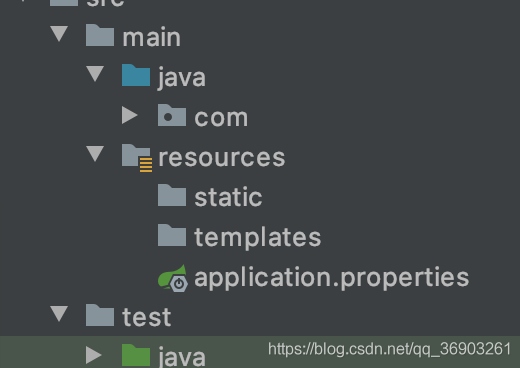 src
main
java
com
resources
static
templates
application.properties
test
java
https://blog.csdn.net/qq_36903261